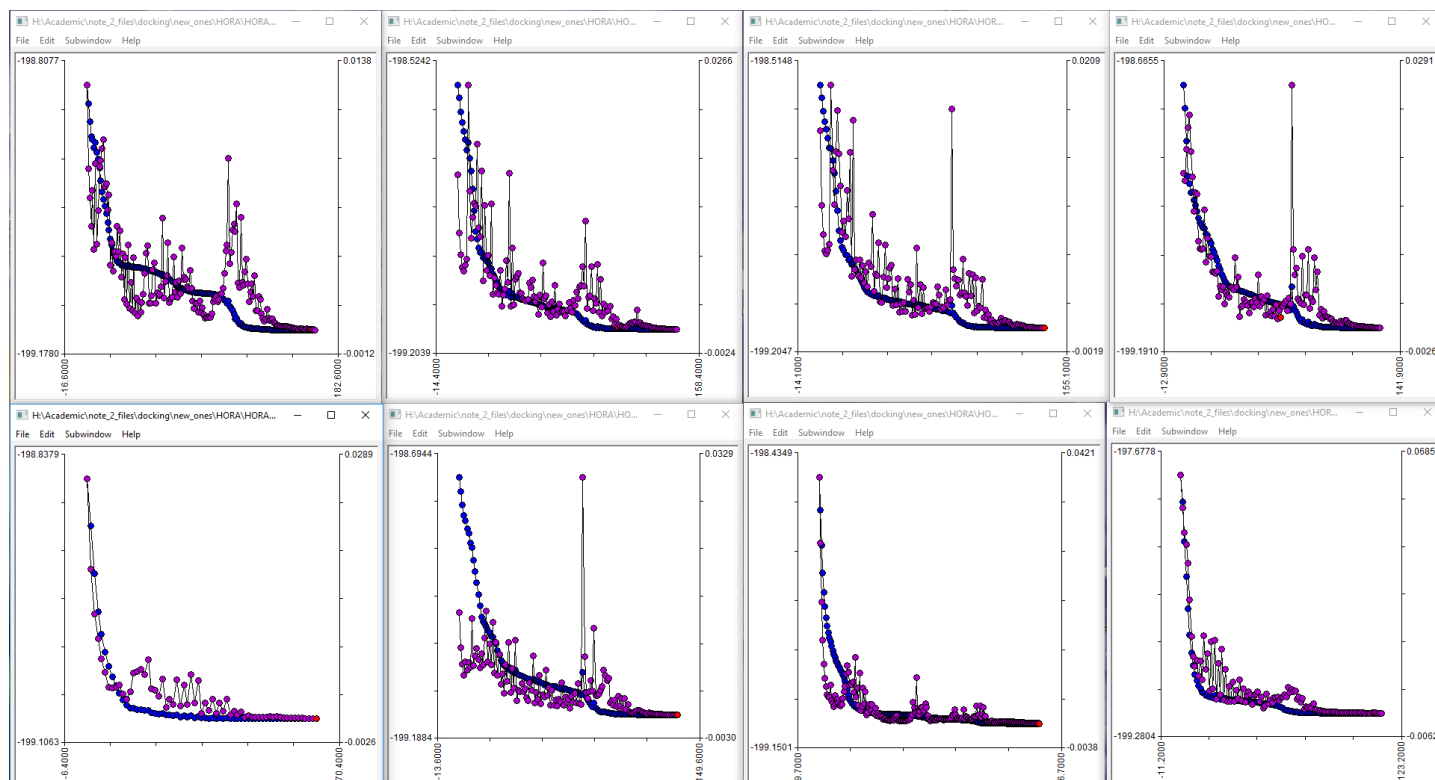 H:\Academic\note_2_files\docking\new_ones\HORA\HOR...
File Edit Subwindow Help
-198.8077 0.0138
-199.1780 -0.0012
-16.6000 182.6000
H:\Academic\note_2_files\docking\new_ones\HORA\HO...
File Edit Subwindow Help
-198.5242 0.0266
-199.2039 -0.0024
-14.4000 158.4000
H:\Academic\note_2_files\docking\new_ones\HORA\HO...
File Edit Subwindow Help
-198.5148 0.0209
-199.2047 -0.0019
-14.1000 155.1000
H:\Academic\note_2_files\docking\new_ones\HOR...
File Edit Subwindow Help
-198.6655 0.0291
-199.1910 -0.0026
-12.9000 141.9000
H:\Academic\note_2_files\docking\new_ones\HORA\HORA...
File Edit Subwindow Help
-198.8379 0.0289
-199.1063 -0.0026
-6.4000 70.4000
H:\Academic\note_2_files\docking\new_ones\HORA\HO...
File Edit Subwindow Help
-198.6944 0.0329
-199.1884 -0.0030
-13.6000 149.6000
H:\Academic\note_2_files\docking\new_ones\HORA\HO...
File Edit Subwindow Help
-198.4349 0.0421
-199.1501 -0.0038
9.7000 6.7000
H:\Academic\note_2_files\docking\new_ones\HOR...
File Edit Subwindow Help
-197.6778 0.0685
-199.2804 -0.0062
-11.2000 123.2000